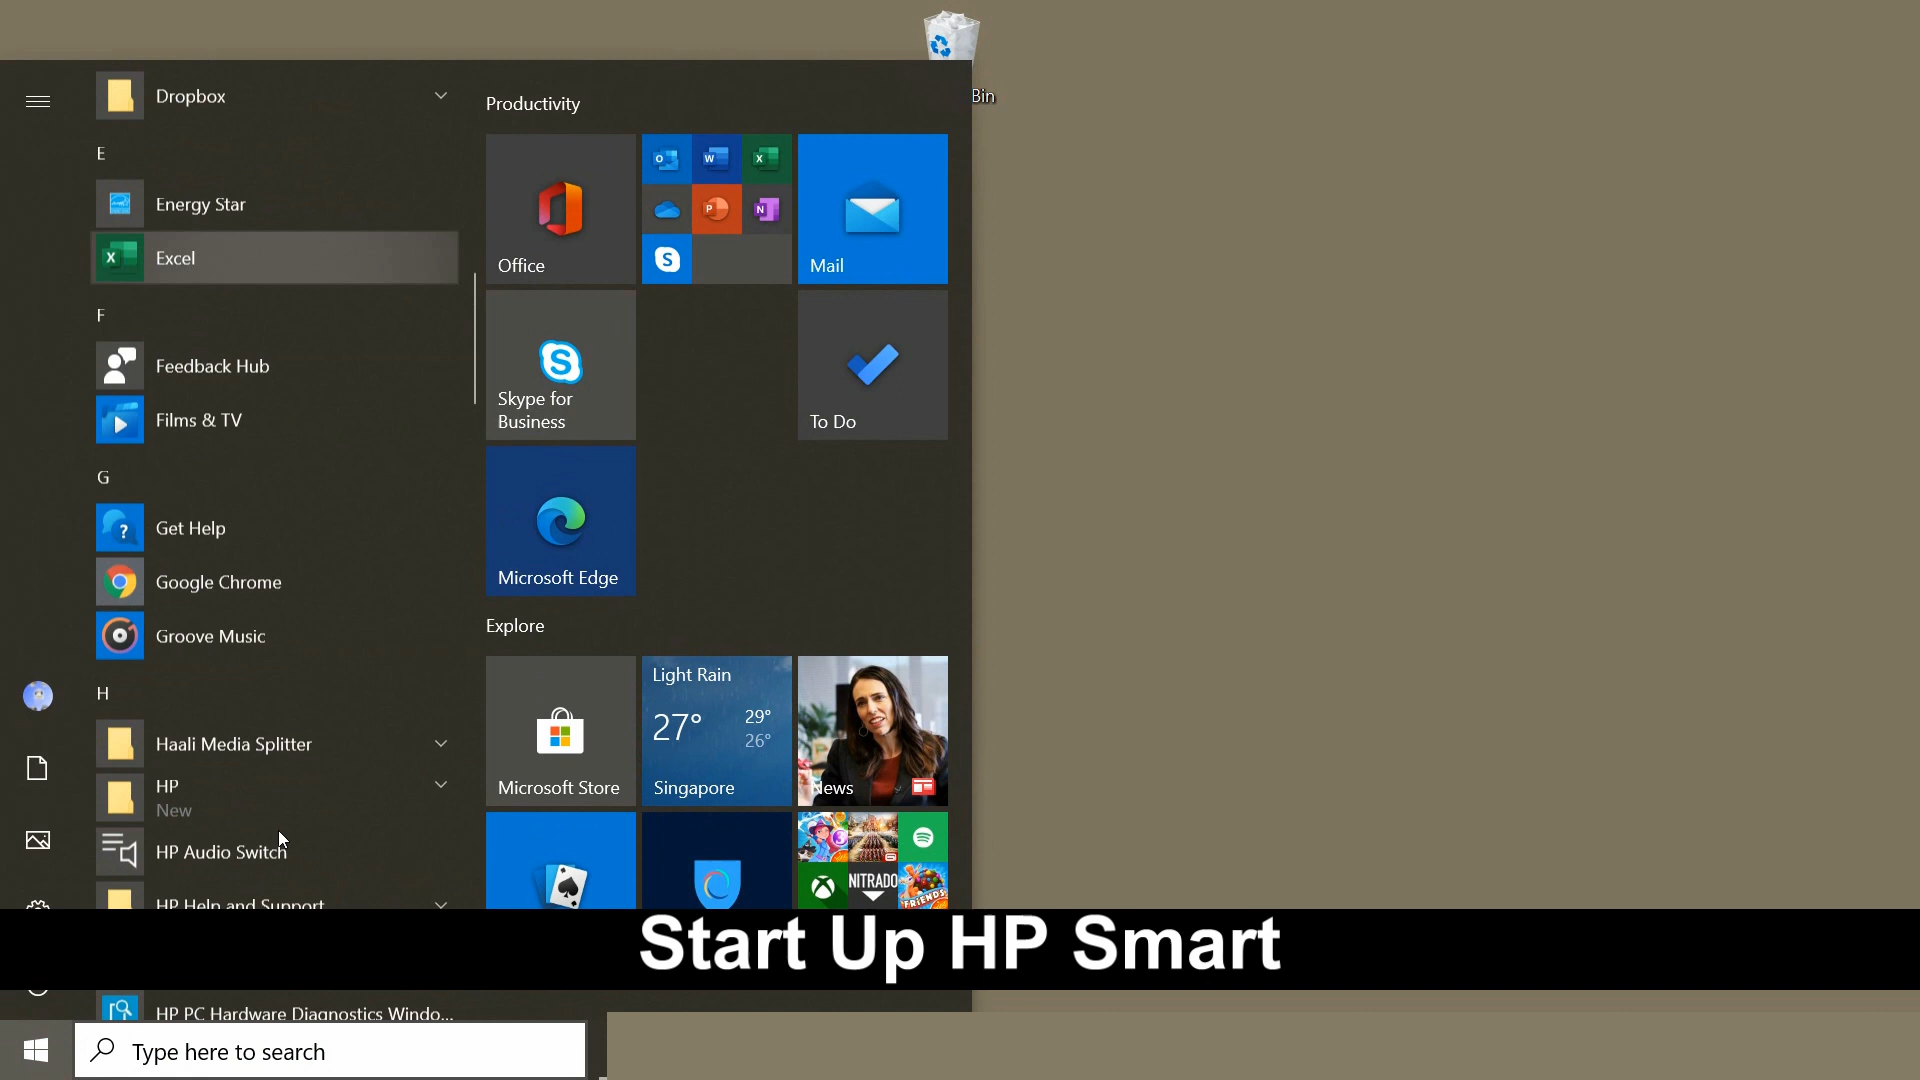 Bin
Dropbox
E
Energy Star
Excel
F
Feedback Hub
Films & TV
G
Get Help
Google Chrome
Groove Music
H
Haali Media Splitter
HP
New
HP Audio Switch
HP Help and Support
HP PC Hardware Diagnostics Windo...
Productivity
Office
Mail
Skype for
Business
To Do
Microsoft Edge
Explore
Microsoft Store
Light Rain
27° 29°
26°
Singapore
News
NITRADO
FRIENDS
Start Up HP Smart
Type here to search